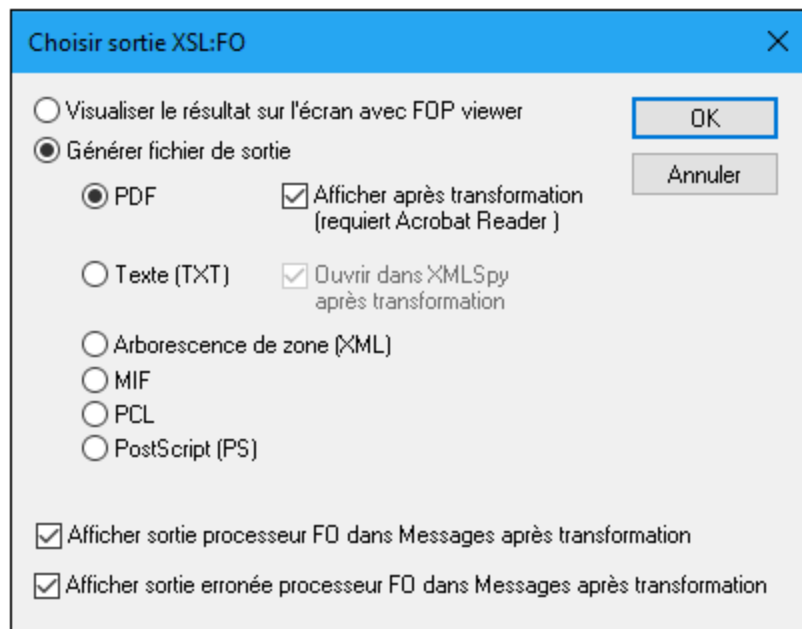 Choisir sortie XSL:FO
Visualiser le résultat sur l'écran avec FOP viewer
OK
Générer fichier de sortie
Annuler
PDF
Afficher après transformation
(requiert Acrobat Reader )
Texte (TXT)
Ouvrir dans XMLSpy
après transformation
Arborescence de zone (XML)
MIF
PCL
PostScript (PS)
Afficher sortie processeur FO dans Messages après transformation
Afficher sortie erronée processeur FO dans Messages après transformation